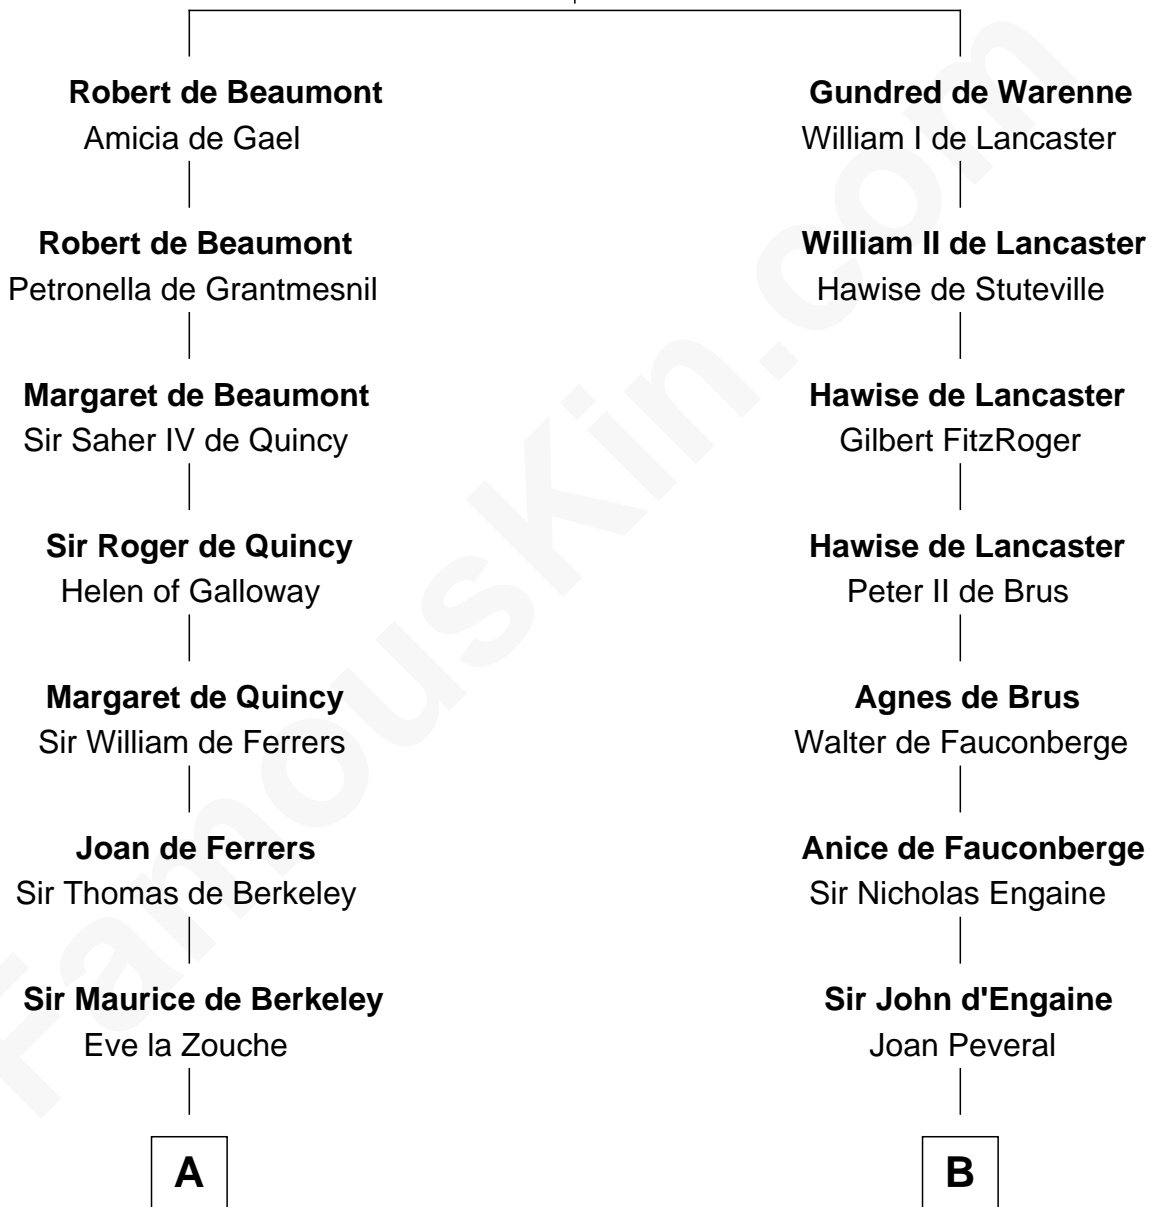 Robert de Beaumont
Amicia de Gael
Gundred de Warenne
William I de Lancaster
Robert de Beaumont
Petronella de Grantmesnil
William II de Lancaster
Hawise de Stuteville
Margaret de Beaumont
Sir Saher IV de Quincy
Hawise de Lancaster
Gilbert FitzRoger
Sir Roger de Quincy
Helen of Galloway
Hawise de Lancaster
Peter II de Brus
Margaret de Quincy
Sir William de Ferrers
Agnes de Brus
Walter de Fauconberge
Joan de Ferrers
Sir Thomas de Berkeley
Anice de Fauconberge
Sir Nicholas Engaine
Sir Maurice de Berkeley
Eve la Zouche
Sir John d'Engaine
Joan Peveral
A
B
FamousKin.com